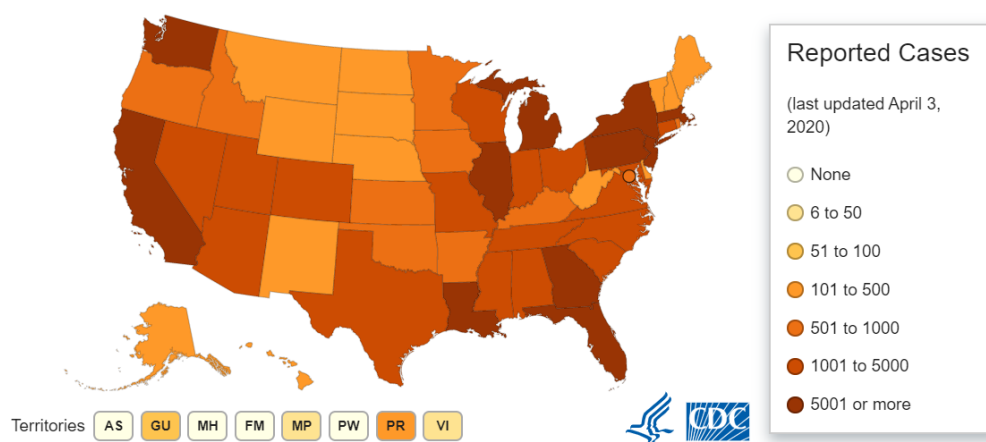 Reported Cases
(last updated April 3,
2020)
None
6 to 50
51 to 100
101 to 500
501 to 1000
1001 to 5000
5001 or more
Territories AS GU MH FM MP PW PR VI
CDC